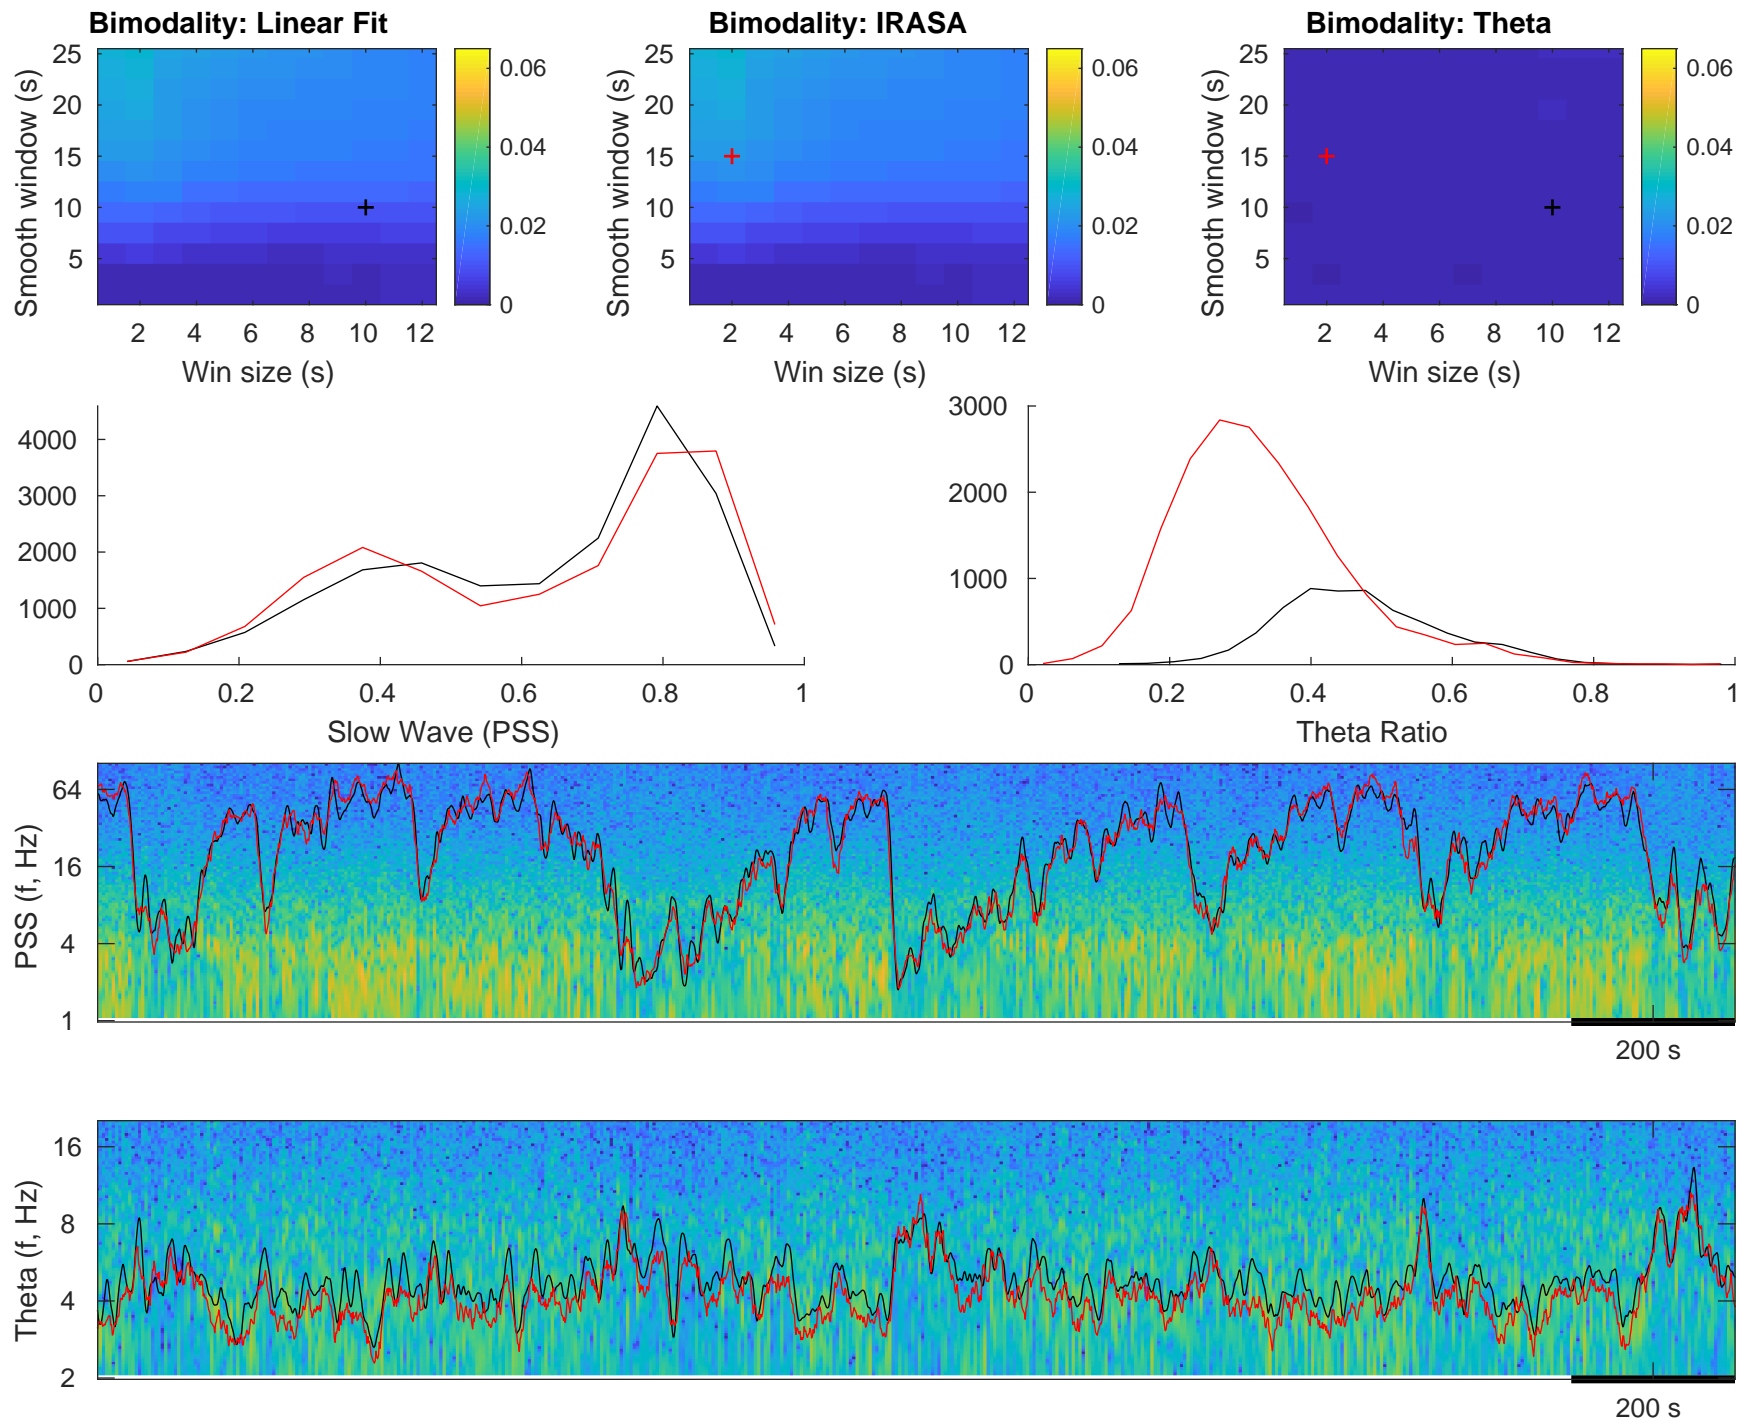 Bimodality: Linear Fit
Bimodality: IRASA
Bimodality: Theta
Smooth window (s)
25
20
15
10
5
2 4 6 8 10 12
Win size (s)
0.06
0.04
0.02
0
Smooth window (s)
25
20
15
10
5
2 4 6 8 10 12
Win size (s)
0.06
0.04
0.02
0
Smooth window (s)
25
20
15
10
5
2 4 6 8 10 12
Win size (s)
0.06
0.04
0.02
0
4000
3000
2000
1000
0
0 0.2 0.4 0.6 0.8 1
Slow Wave (PSS)
3000
2000
1000
0
0 0.2 0.4 0.6 0.8 1
Theta Ratio
PSS (f, Hz)
64
16
4
1
200 s
Theta (f, Hz)
16
8
4
2
200 s